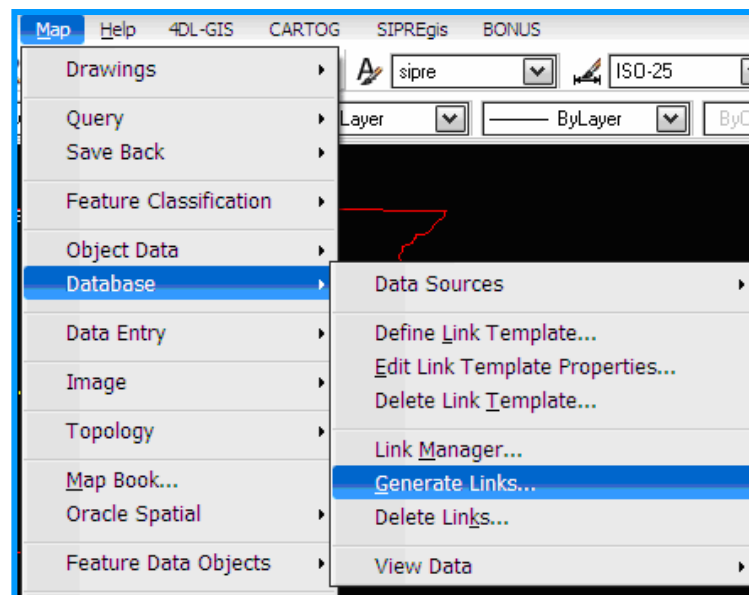 Map Help 4DL-GIS CARTOG SIPREgis BONUS
sipre ISO-25
Layer ByLayer ByC
Drawings
Query
Save Back
Feature Classification
Object Data
Database
Data Entry
Image
Topology
Map Book...
Oracle Spatial
Feature Data Objects
Data Sources
Define Link Template...
Edit Link Template Properties...
Delete Link Template...
Link Manager...
Generate Links...
Delete Links...
View Data